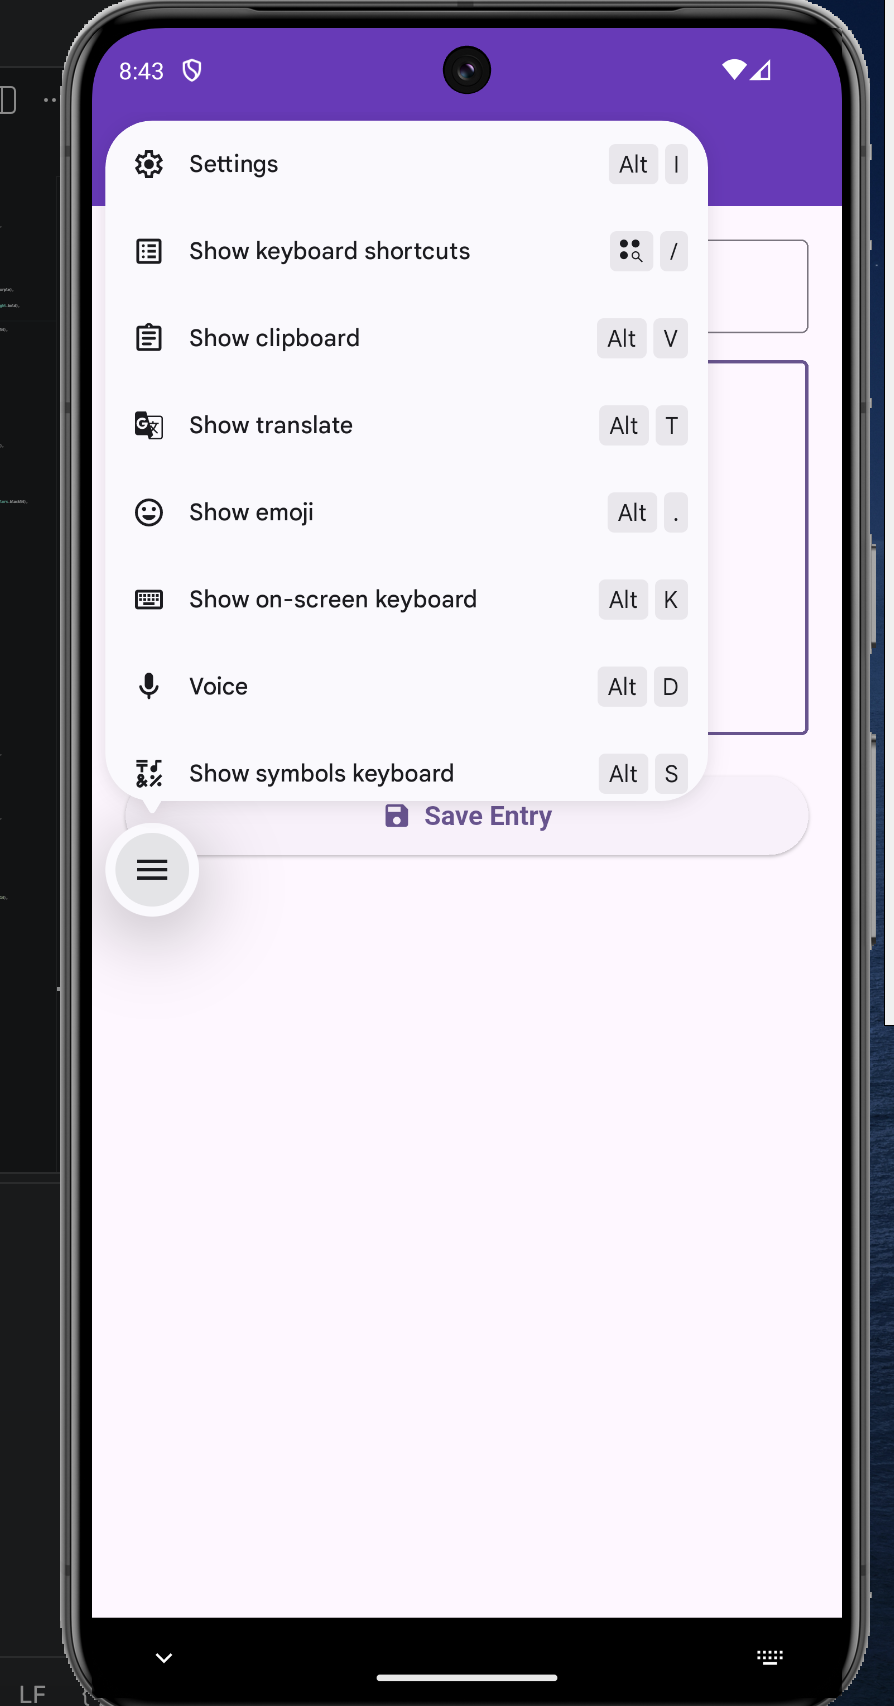 8:43
Settings Alt I
Show keyboard shortcuts /
Show clipboard Alt V
Show translate Alt T
Show emoji Alt .
Show on-screen keyboard Alt K
Voice Alt D
Show symbols keyboard Alt S
Save Entry
LF {